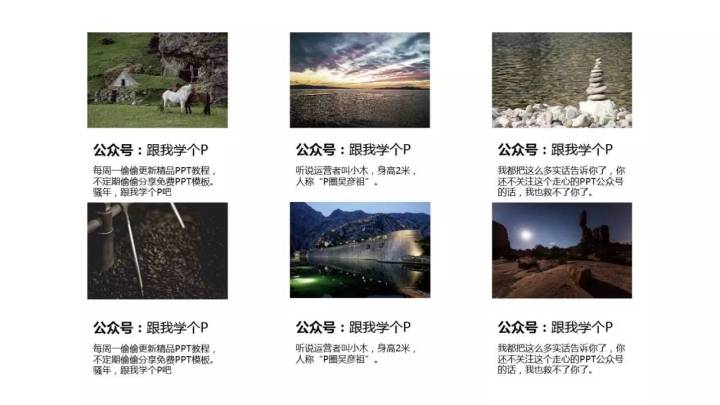 公众号：跟我学个P
每周一偷偷更新精品PPT教程，
不定期偷偷分享免费PPT模板。
骚年，跟我学个P吧
公众号：跟我学个P
听说运营者叫小木，身高2米，
人称“P圈吴彦祖”。
公众号：跟我学个P
我都把这么多实话告诉你了，你
还不关注这个走心的PPT公众号
的话，我也救不了你了。
公众号：跟我学个P
每周一偷偷更新精品PPT教程，
不定期偷偷分享免费PPT模板。
骚年，跟我学个P吧
公众号：跟我学个P
听说运营者叫小木，身高2米，
人称“P圈吴彦祖”。
公众号：跟我学个P
我都把这么多实话告诉你了，你
还不关注这个走心的PPT公众号
的话，我也救不了你了。